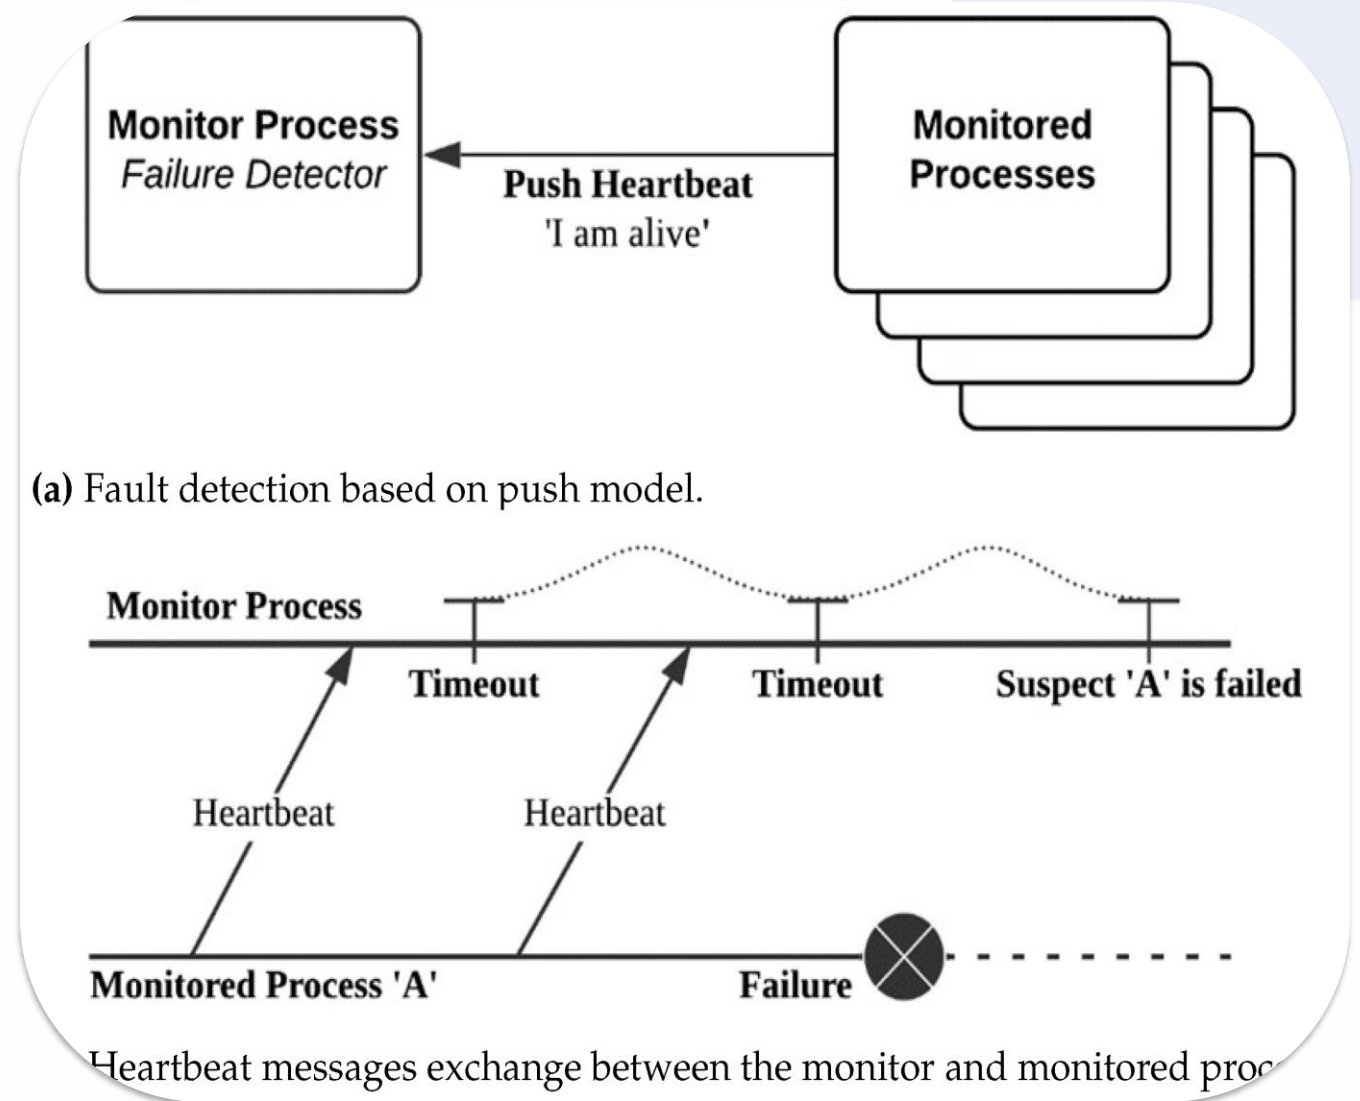 Monitor Process
Failure Detector
Push Heartbeat
'I am alive'
Monitored
Processes
(a) Fault detection based on push model.
Monitor Process
Timeout
Timeout
Suspect 'A' is failed
Heartbeat
Heartbeat
Monitored Process 'A'
Failure
Heartbeat messages exchange between the monitor and monitored